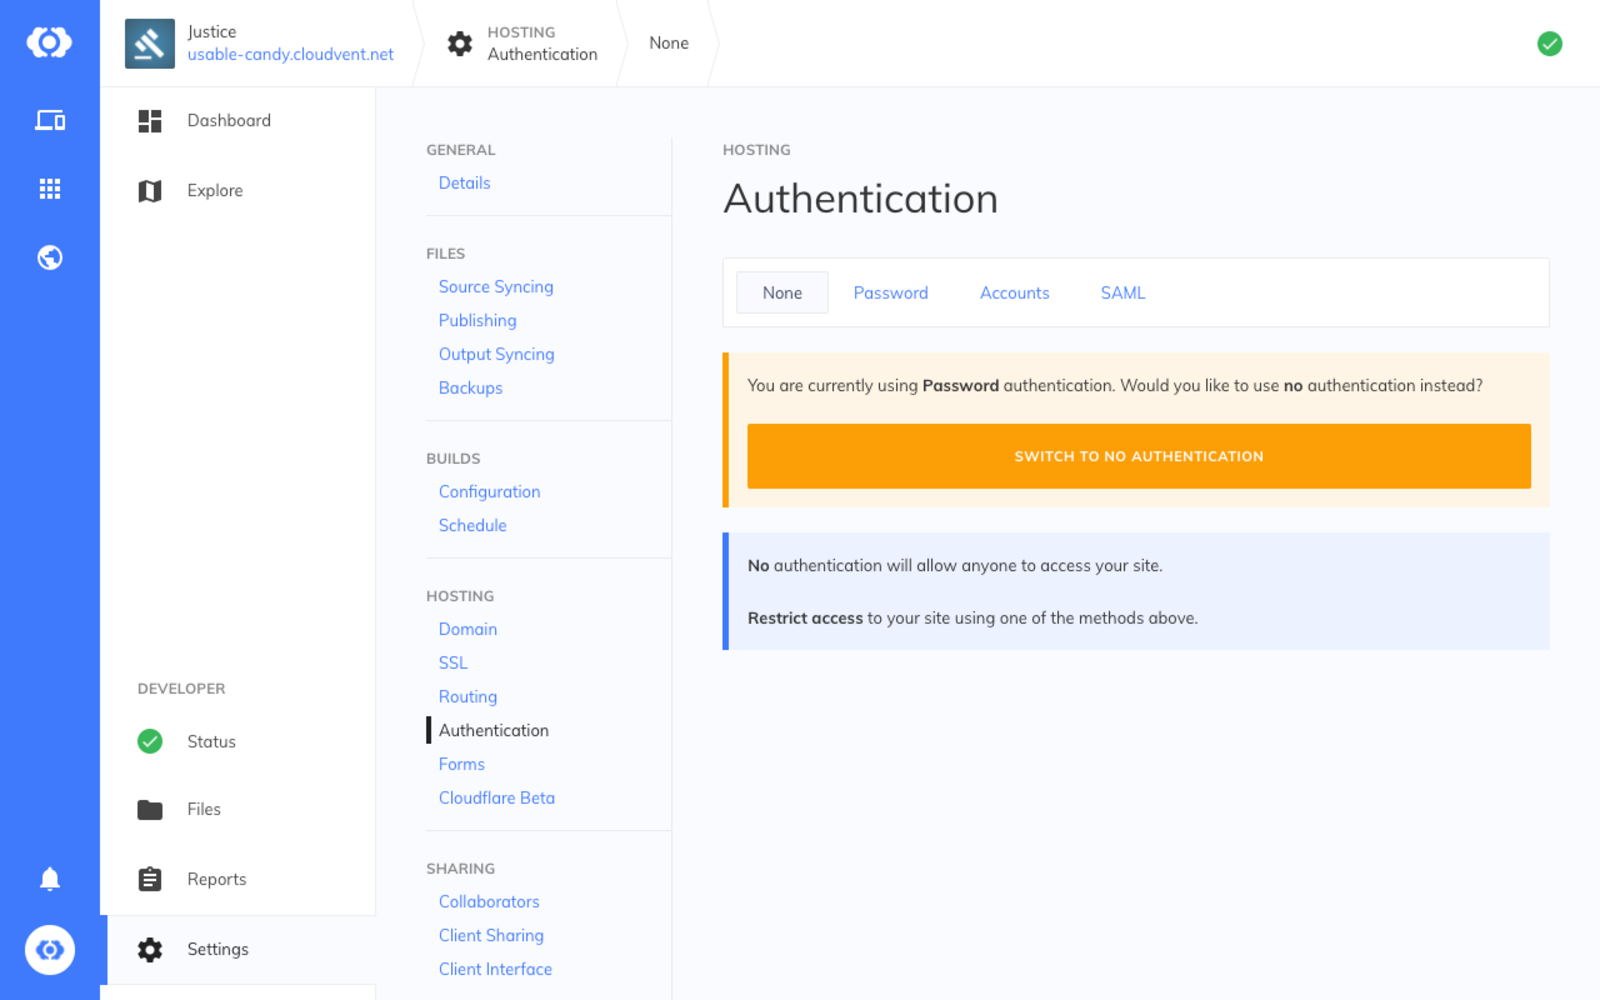 Justice
usable-candy.cloudvent.net
HOSTING
Authentication
None
Dashboard
Explore
DEVELOPER
Status
Files
Reports
Settings
GENERAL
Details
FILES
Source Syncing
Publishing
Output Syncing
Backups
BUILDS
Configuration
Schedule
HOSTING
Domain
SSL
Routing
Authentication
Forms
Cloudflare Beta
SHARING
Collaborators
Client Sharing
Client Interface
HOSTING
Authentication
None Password Accounts SAML
You are currently using Password authentication. Would you like to use no authentication instead?
SWITCH TO NO AUTHENTICATION
No authentication will allow anyone to access your site.
Restrict access to your site using one of the methods above.